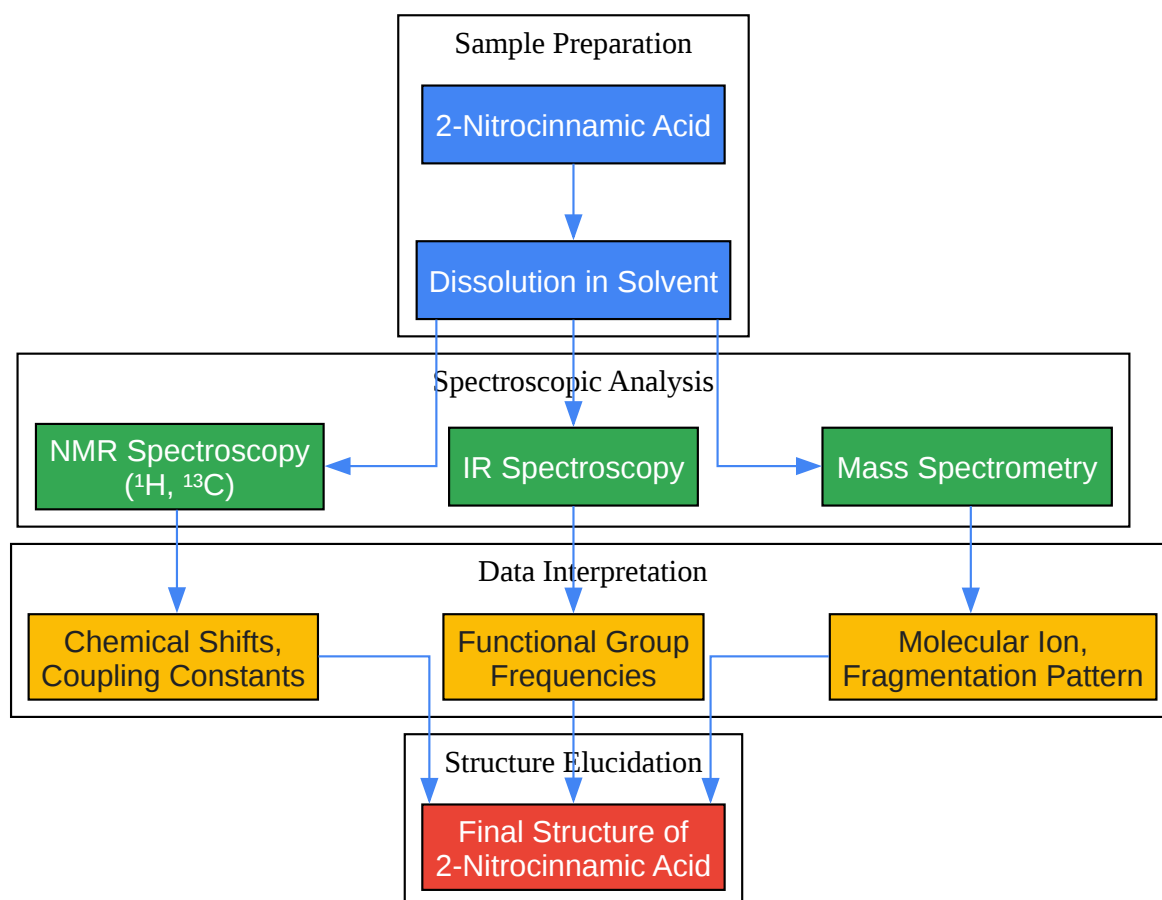 Sample Preparation
2-Nitrocinnamic Acid
Dissolution in Solvent
Spectroscopic Analysis
NMR Spectroscopy
(¹H, ¹³C)
IR Spectroscopy
Mass Spectrometry
Data Interpretation
Chemical Shifts,
Coupling Constants
Functional Group
Frequencies
Molecular Ion,
Fragmentation Pattern
Structure Elucidation
Final Structure of
2-Nitrocinnamic Acid